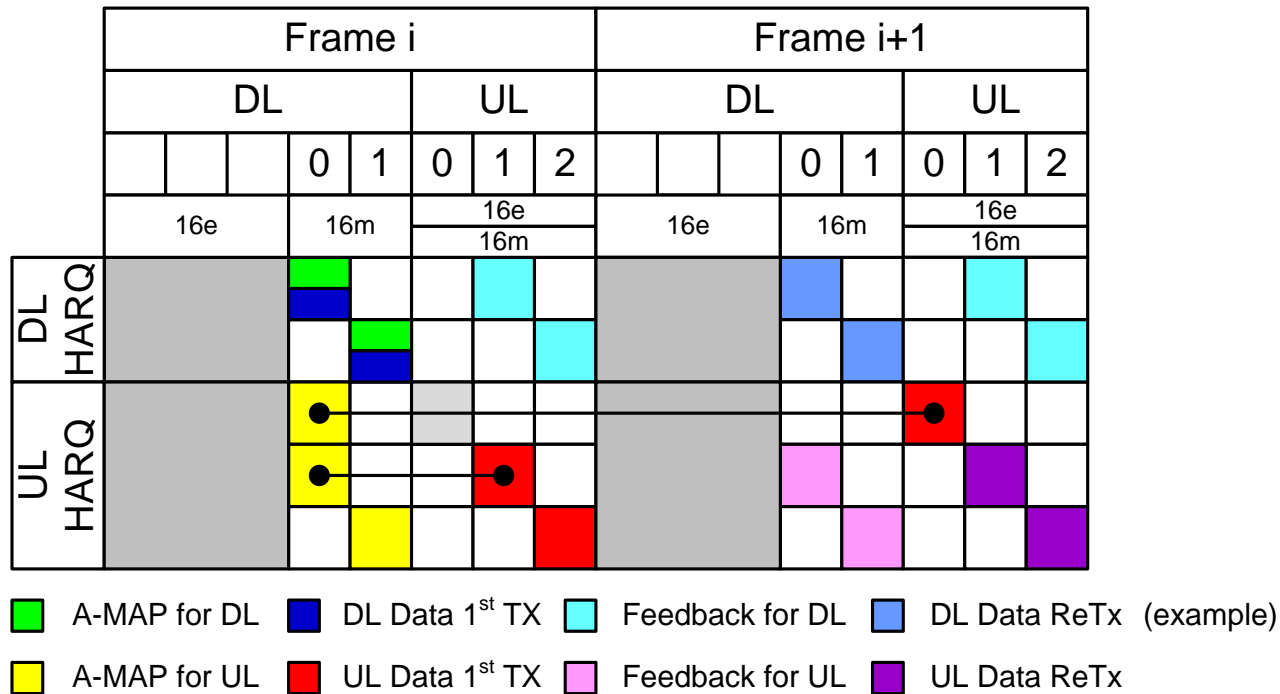 Frame i Frame i+1
DL UL DL UL
0 1 0 1 2 0 1 0 1 2
16e 16m 16e 16e 16m 16e
16m 16m
DL HARQ
UL HARQ
A-MAP for DL DL Data 1st TX Feedback for DL DL Data ReTx (example)
A-MAP for UL UL Data 1st TX Feedback for UL UL Data ReTx